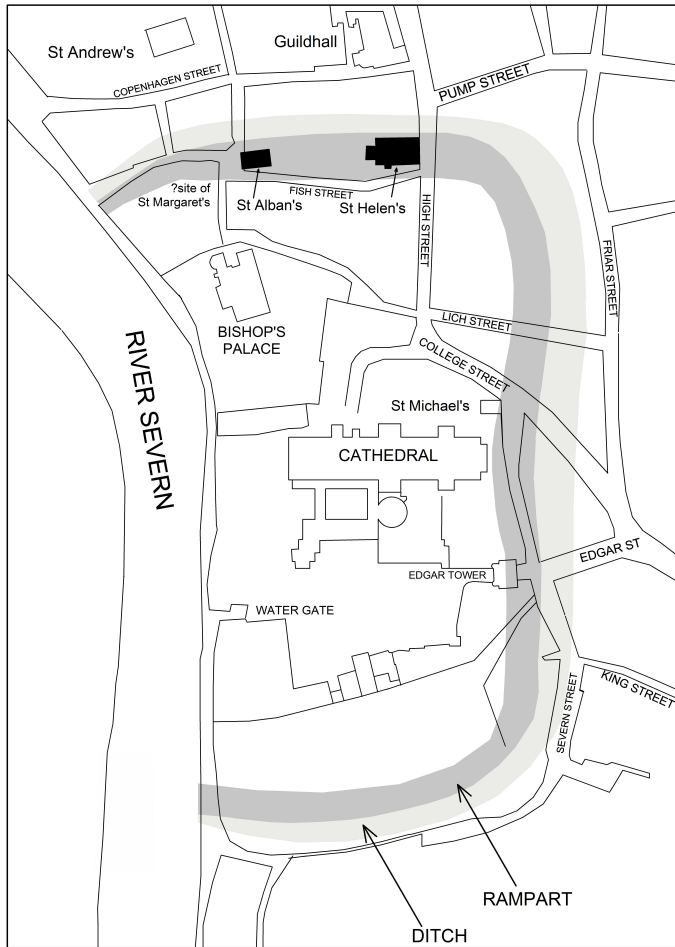 St Andrew's
Guildhall
COPENHAGEN STREET
PUMP STREET
?site of
St Margaret's
St Alban's
FISH STREET
St Helen's
HIGH STREET
FRIAR STREET
LICH STREET
BISHOP'S
PALACE
COLLEGE STREET
RIVER SEVERN
St Michael's
CATHEDRAL
EDGAR ST
EDGAR TOWER
WATER GATE
KING STREET
SEVERN STREET
RAMPART
DITCH